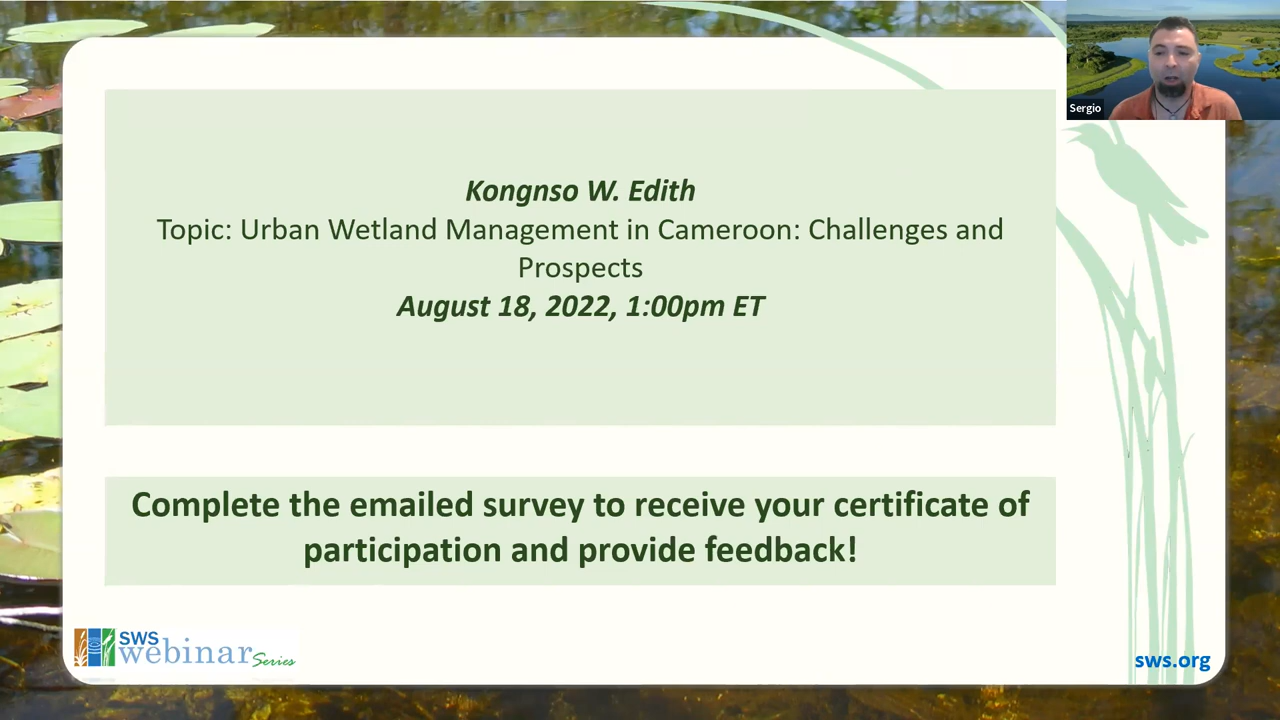 Sergio
Kongnso W. Edith
Topic: Urban Wetland Management in Cameroon: Challenges and
Prospects
August 18, 2022, 1:00pm ET
Complete the emailed survey to receive your certificate of
participation and provide feedback!
SWS
webinar Series
sws.org